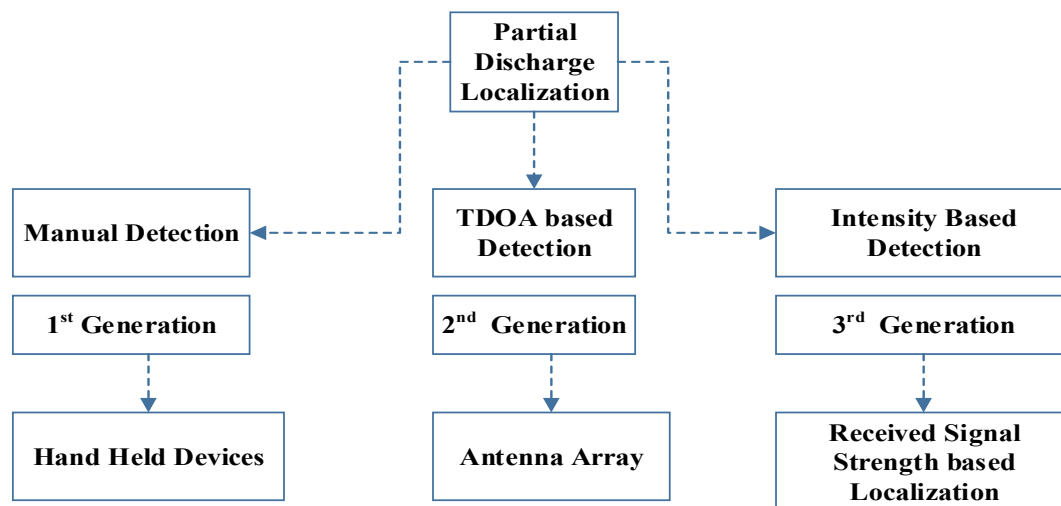 Partial
Discharge
Localization
Manual Detection
TDOA based
Detection
Intensity Based
Detection
1st Generation
2nd Generation
3rd Generation
Hand Held Devices
Antenna Array
Received Signal
Strength based
Localization